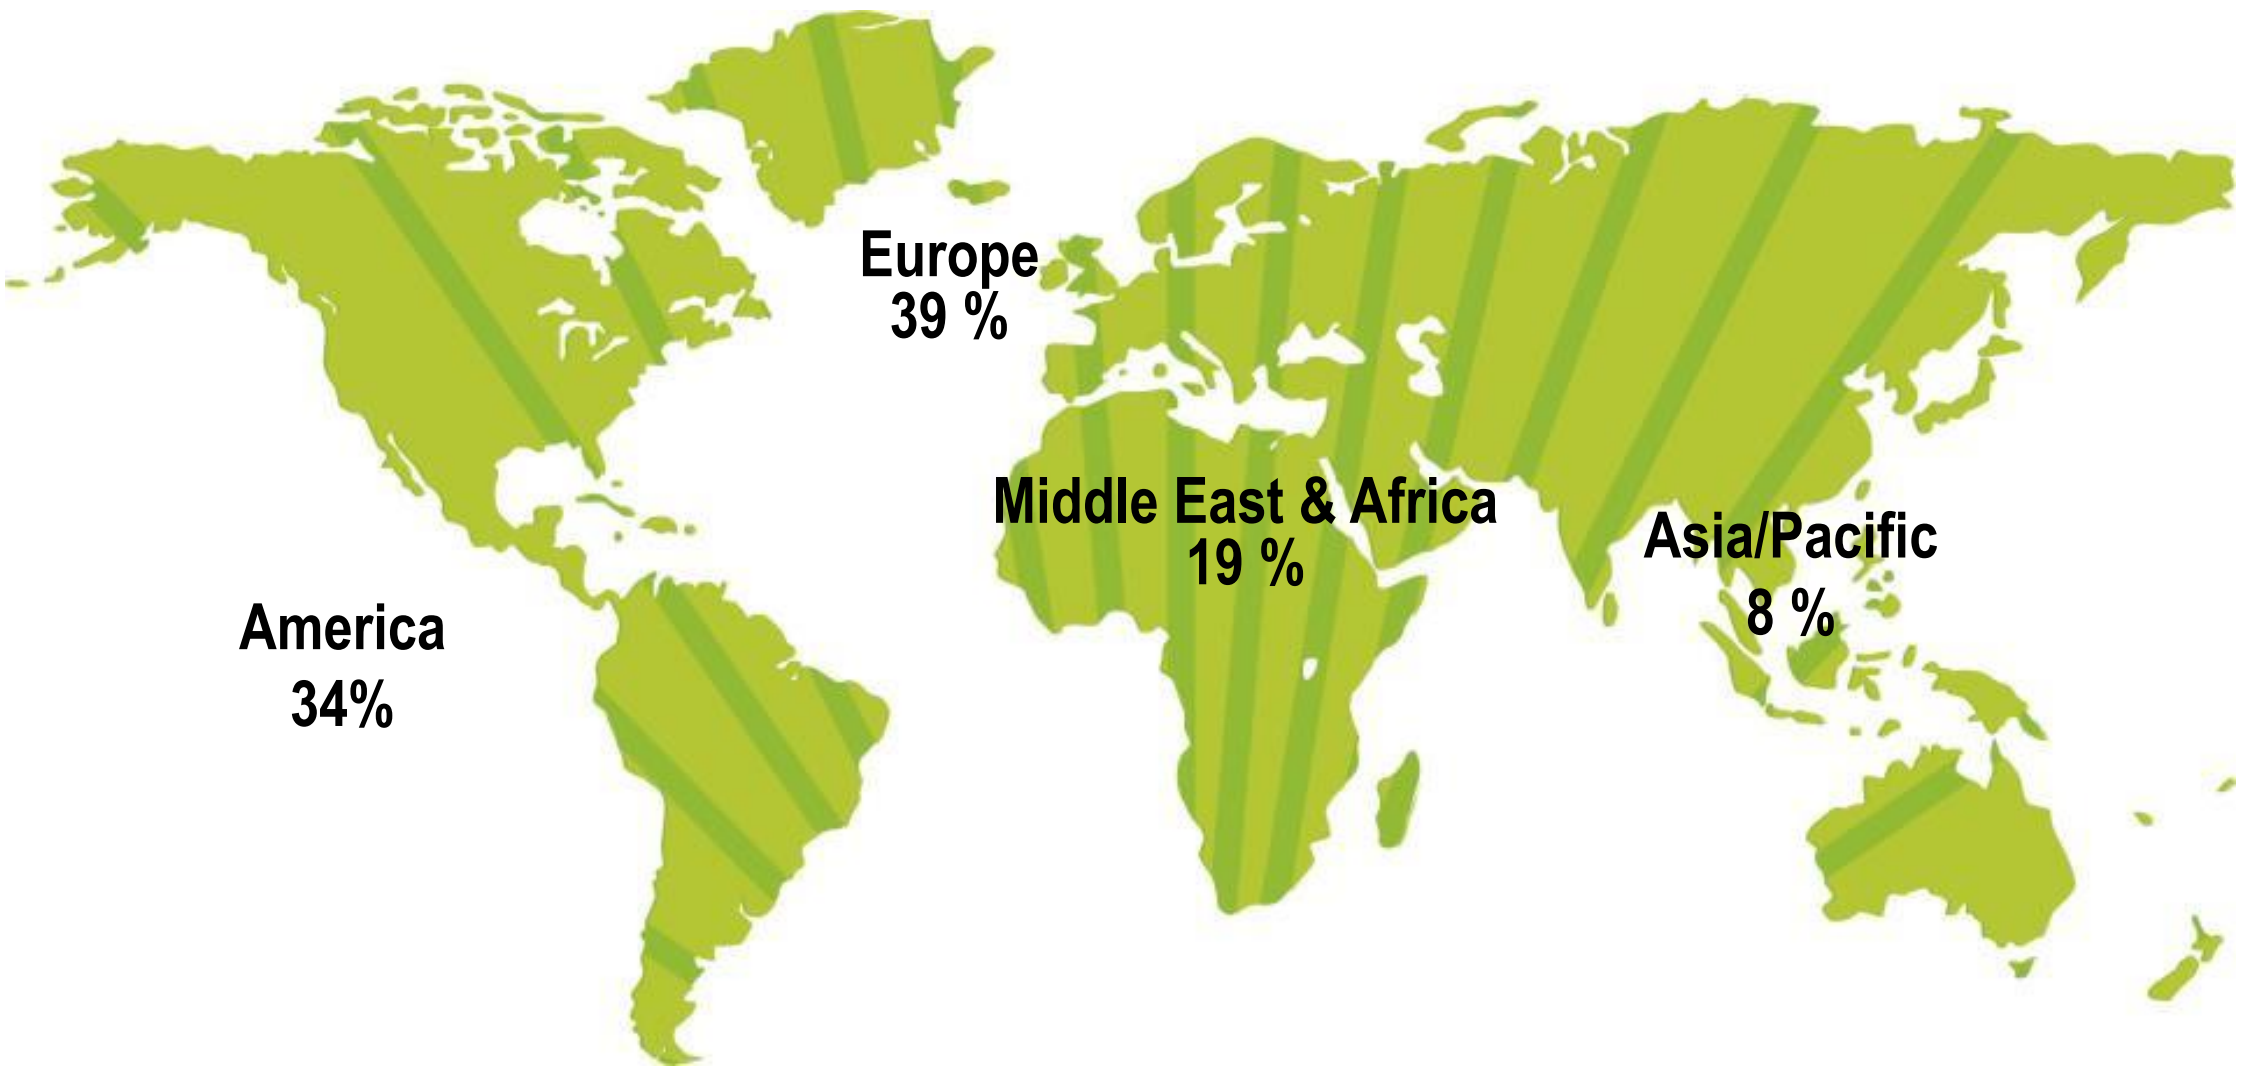 Europe
39 %
Middle East & Africa
19 %
Asia/Pacific
8 %
America
34%